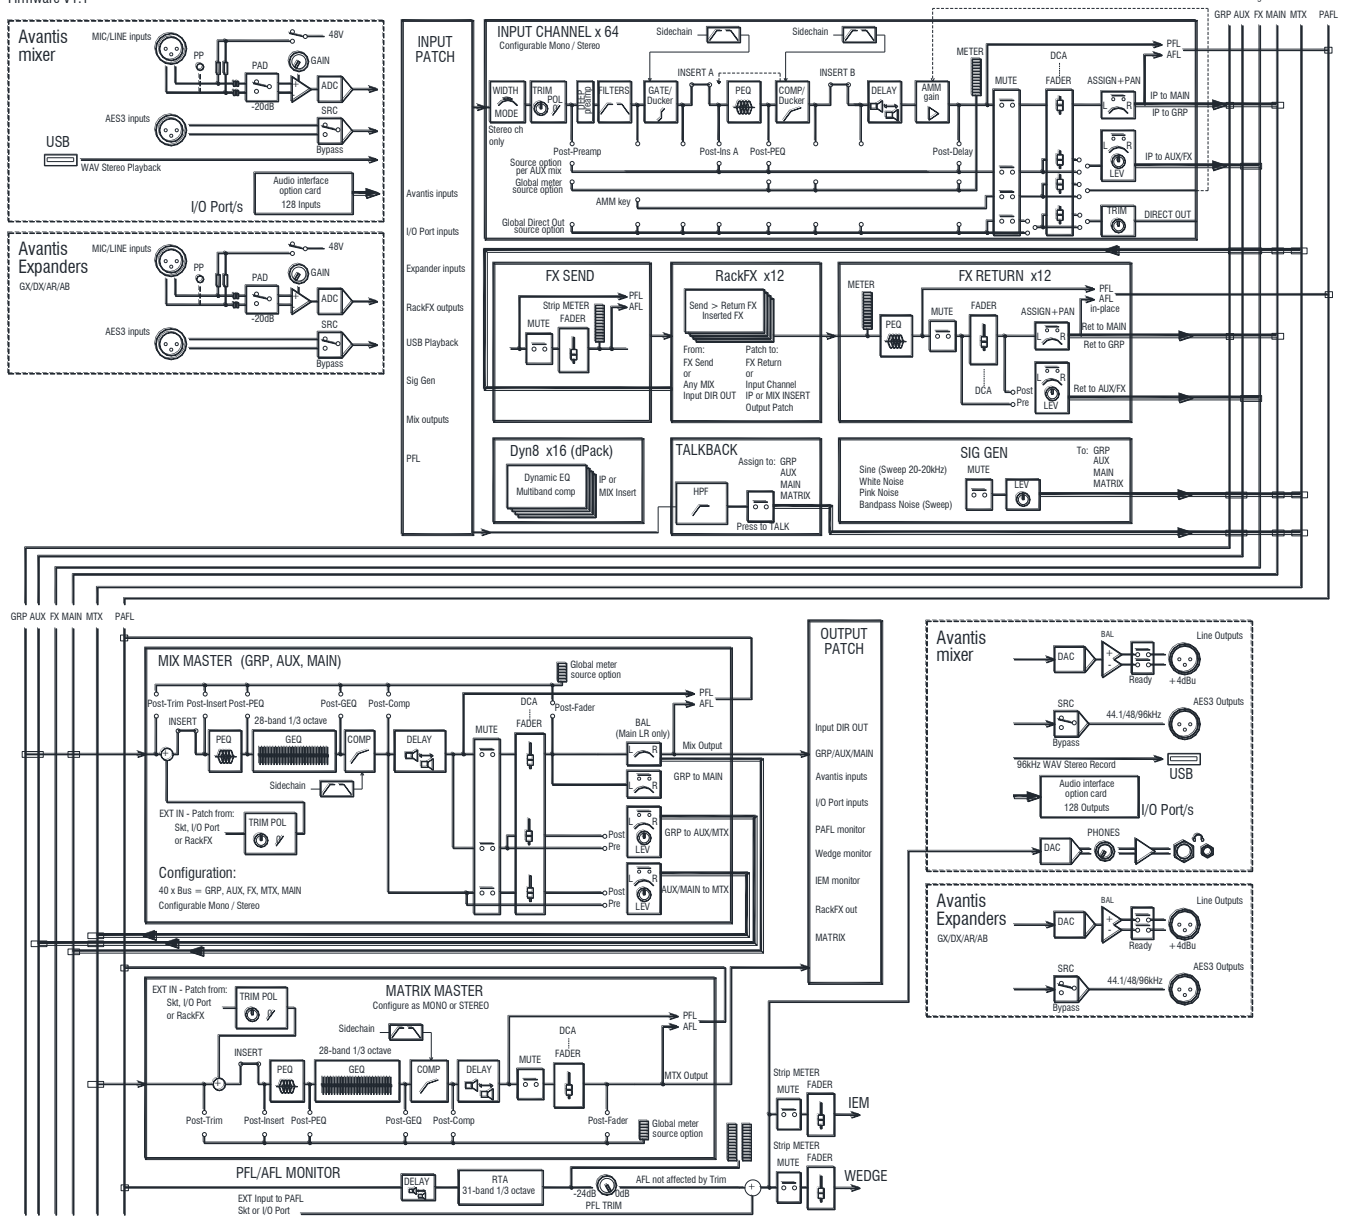 GRP AUX FX MAIN MTX PAFL
Avantis
mixer
MIC/LINE inputs
PP
PAD
-20dB
48V
GAIN
ADC
AES3 inputs
SRC
Bypass
USB
WAV Stereo Playback
Audio interface
option card
128 Inputs
I/O Port/s
Avantis
Expanders
GX/DX/AR/AB
MIC/LINE inputs
PP
PAD
-20dB
48V
GAIN
ADC
AES3 inputs
SRC
Bypass
INPUT
PATCH
Avantis inputs
I/O Port inputs
Expander inputs
RackFX outputs
USB Playback
Sig Gen
Mix outputs
PFL
INPUT CHANNEL x 64
Configurable Mono / Stereo
Sidechain
Sidechain
INSERT A
INSERT B
METER
WIDTH
MODE
Stereo ch
only
TRIM
POL
DEEP
preamp
FILTERS
GATE/
Ducker
PEQ
COMP/
Ducker
DELAY
AMM
gain
MUTE
DCA
FADER
ASSIGN+PAN
L R
PFL
AFL
IP to MAIN
IP to GRP
L R
LEV
IP to AUX/FX
TRIM
DIRECT OUT
Post-Preamp
Post-Ins A
Post-PEQ
Post-Delay
Source option
per AUX mix
Global meter
source option
AMM key
Global Direct Out
source option
FX SEND
Strip METER
MUTE
FADER
PFL
AFL
RackFX x12
Send > Return FX
Inserted FX
From:
FX Send
or
Any MIX
Input DIR OUT
Patch to:
FX Return
or
Input Channel
IP or MIX INSERT
Output Patch
FX RETURN x12
METER
PEQ
MUTE
FADER
DCA
ASSIGN+PAN
L R
PFL
AFL
in-place
Ret to MAIN
Ret to GRP
Post
Pre
L R
LEV
Ret to AUX/FX
Dyn8 x16 (dPack)
Dynamic EQ
Multiband comp
IP or
MIX Insert
TALKBACK
Assign to: GRP
AUX
MAIN
MATRIX
HPF
Press to TALK
SIG GEN
Sine (Sweep 20-20kHz)
White Noise
Pink Noise
Bandpass Noise (Sweep)
MUTE
LEV
To: GRP
AUX
MAIN
MATRIX
GRP AUX FX MAIN MTX PAFL
MIX MASTER (GRP, AUX, MAIN)
Global meter
source option
Post-Trim Post-Insert Post-PEQ
Post-GEQ Post-Comp
Post-Fader
INSERT
PEQ
28-band 1/3 octave
GEQ
COMP
DELAY
Sidechain
MUTE
DCA
FADER
PFL
AFL
BAL
(Main LR only)
L R
Mix Output
L R
GRP to MAIN
Post
Pre
L R
LEV
GRP to AUX/MTX
Post
Pre
L R
LEV
AUX/MAIN to MTX
EXT IN - Patch from:
Skt, I/O Port
or RackFX
TRIM POL
Configuration:
40 x Bus = GRP, AUX, FX, MTX, MAIN
Configurable Mono / Stereo
MATRIX MASTER
Configure as MONO or STEREO
EXT IN - Patch from:
Skt, I/O Port
or RackFX
TRIM POL
Sidechain
INSERT
PEQ
28-band 1/3 octave
GEQ
COMP
DELAY
MUTE
DCA
FADER
PFL
AFL
MTX Output
Post-Trim
Post-Insert
Post-PEQ
Post-GEQ
Post-Comp
Post-Fader
Global meter
source option
PFL/AFL MONITOR
DELAY
RTA
31-band 1/3 octave
-24dB
0dB
PFL TRIM
AFL not affected by Trim
EXT Input to PAFL
Skt or I/O Port
Strip METER
MUTE
FADER
IEM
Strip METER
MUTE
FADER
WEDGE
OUTPUT
PATCH
Input DIR OUT
GRP/AUX/MAIN
Avantis inputs
I/O Port inputs
PAFL monitor
Wedge monitor
IEM monitor
RackFX out
MATRIX
Avantis
mixer
DAC
BAL
+
-
Ready
Line Outputs
+4dBu
SRC
Bypass
44.1/48/96kHz
AES3 Outputs
96kHz WAV Stereo Record
USB
Audio interface
option card
128 Outputs
I/O Port/s
DAC
PHONES
Avantis
Expanders
GX/DX/AR/AB
DAC
BAL
+
-
Ready
Line Outputs
+4dBu
SRC
Bypass
44.1/48/96kHz
AES3 Outputs